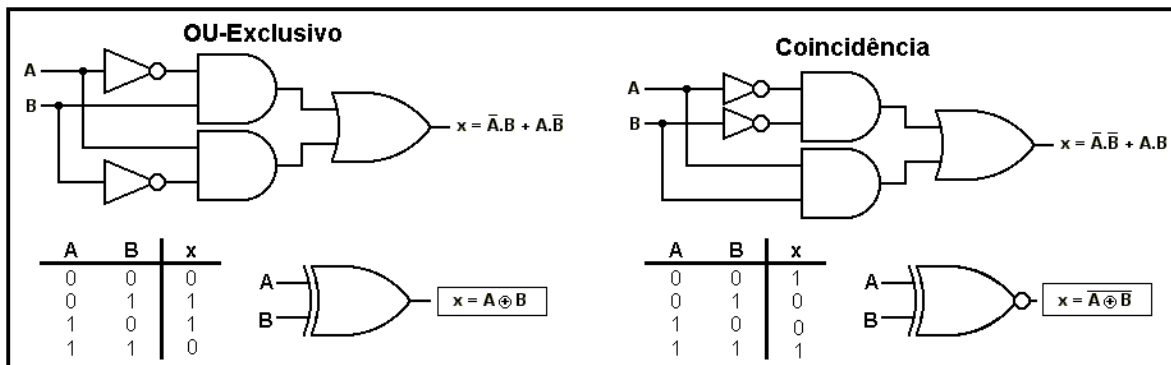 OU-Exclusivo
A
B
x = A̅.B + A.B̅
A B x
0 0 0
0 1 1
1 0 1
1 1 0
A
B
x = A ⊕ B
Coincidência
A
B
x = A̅.B̅ + A.B
A B x
0 0 1
0 1 0
1 0 0
1 1 1
A
B
x = A̅ ̅⊕̅ ̅B̅